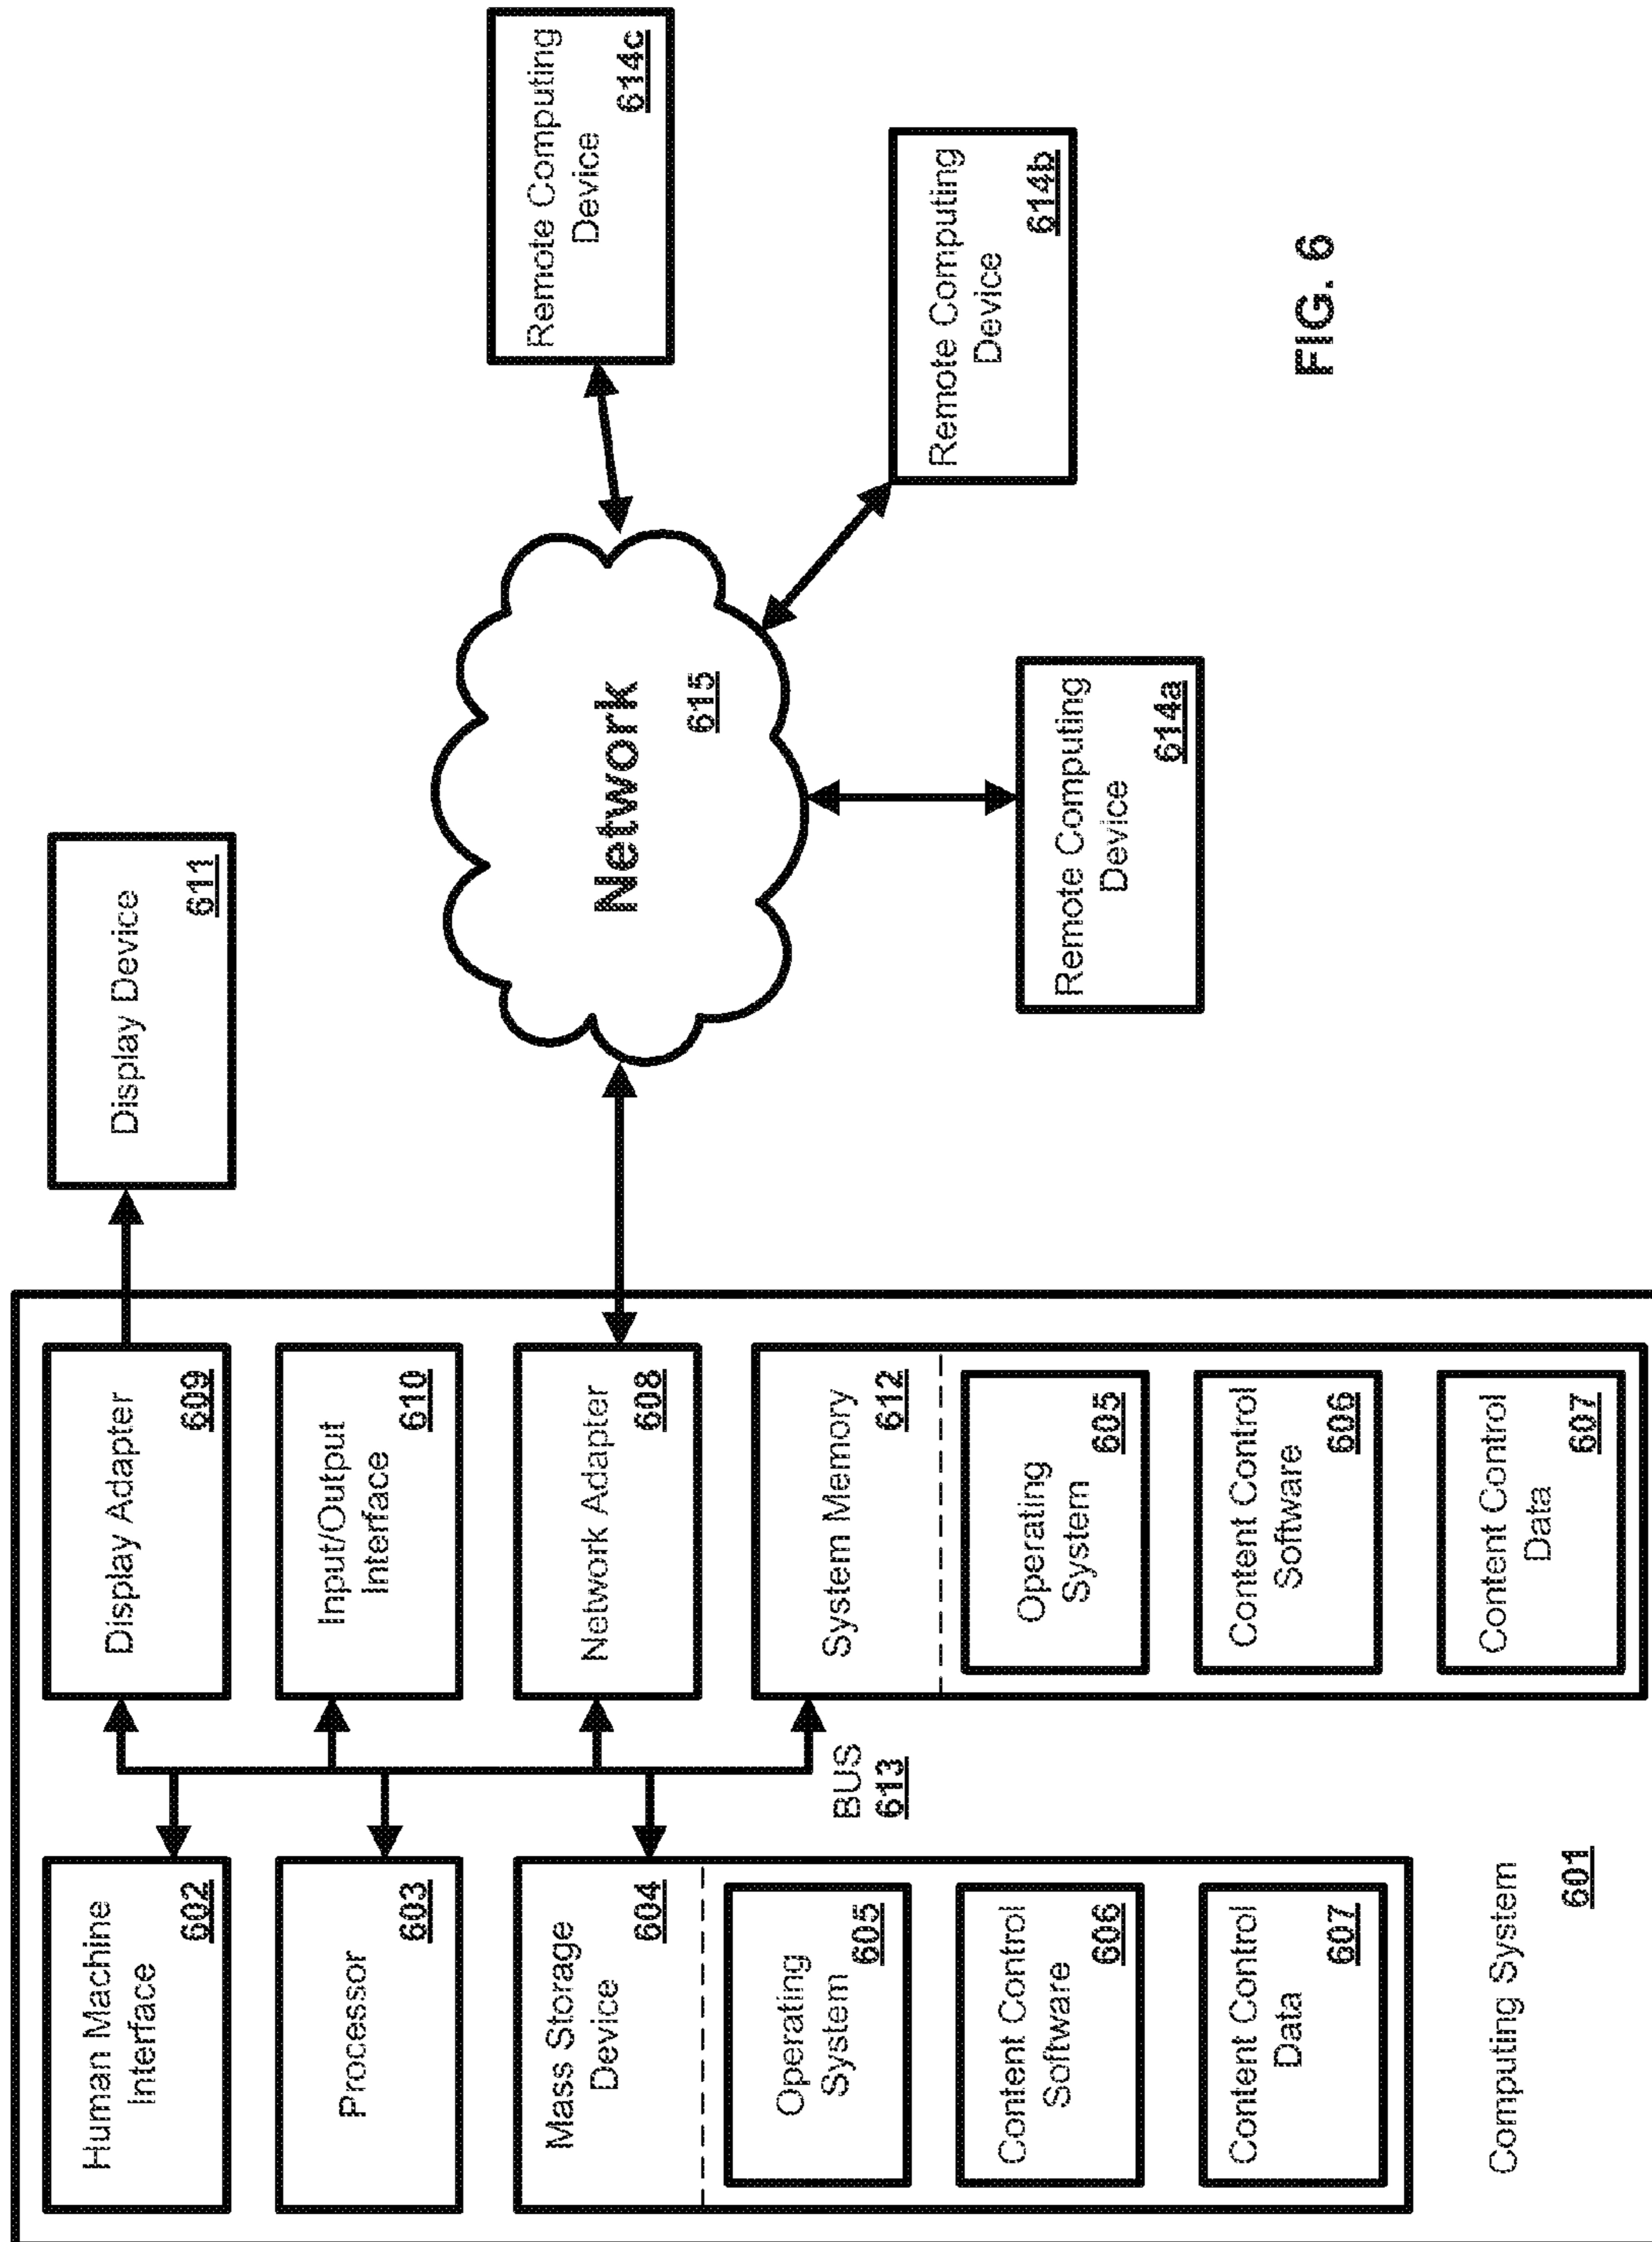 Human Machine
Interface
602
Processor
603
Mass Storage
Device
604
Operating
System
605
Content Control
Software
606
Content Control
Data
607
Computing System
601
BUS
613
Display Adapter
609
Input/Output
Interface
610
Network Adapter
608
System Memory
612
Operating
System
605
Content Control
Software
606
Content Control
Data
607
Display Device
611
Network
615
Remote Computing
Device
614a
Remote Computing
Device
614b
Remote Computing
Device
614c
FIG. 6